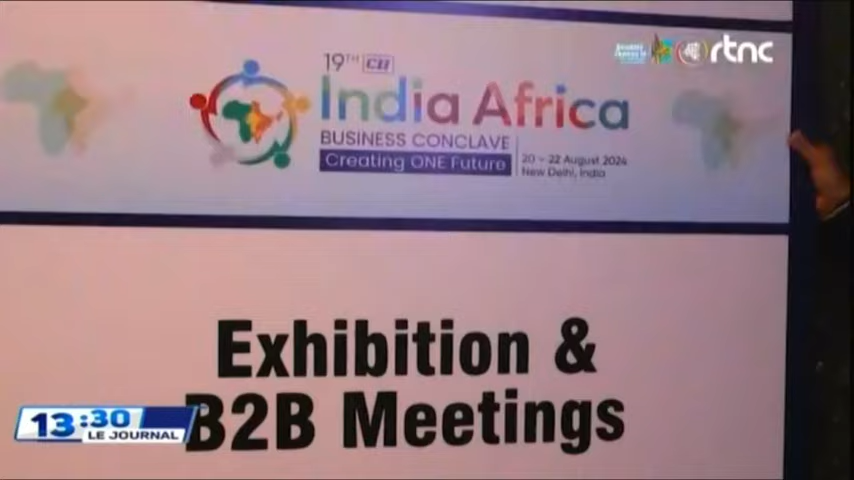 rtnc
19TH CII
India Africa
BUSINESS CONCLAVE
Creating ONE Future
20 - 22 August 2024
New Delhi, India
Exhibition &
B2B Meetings
13:30
LE JOURNAL